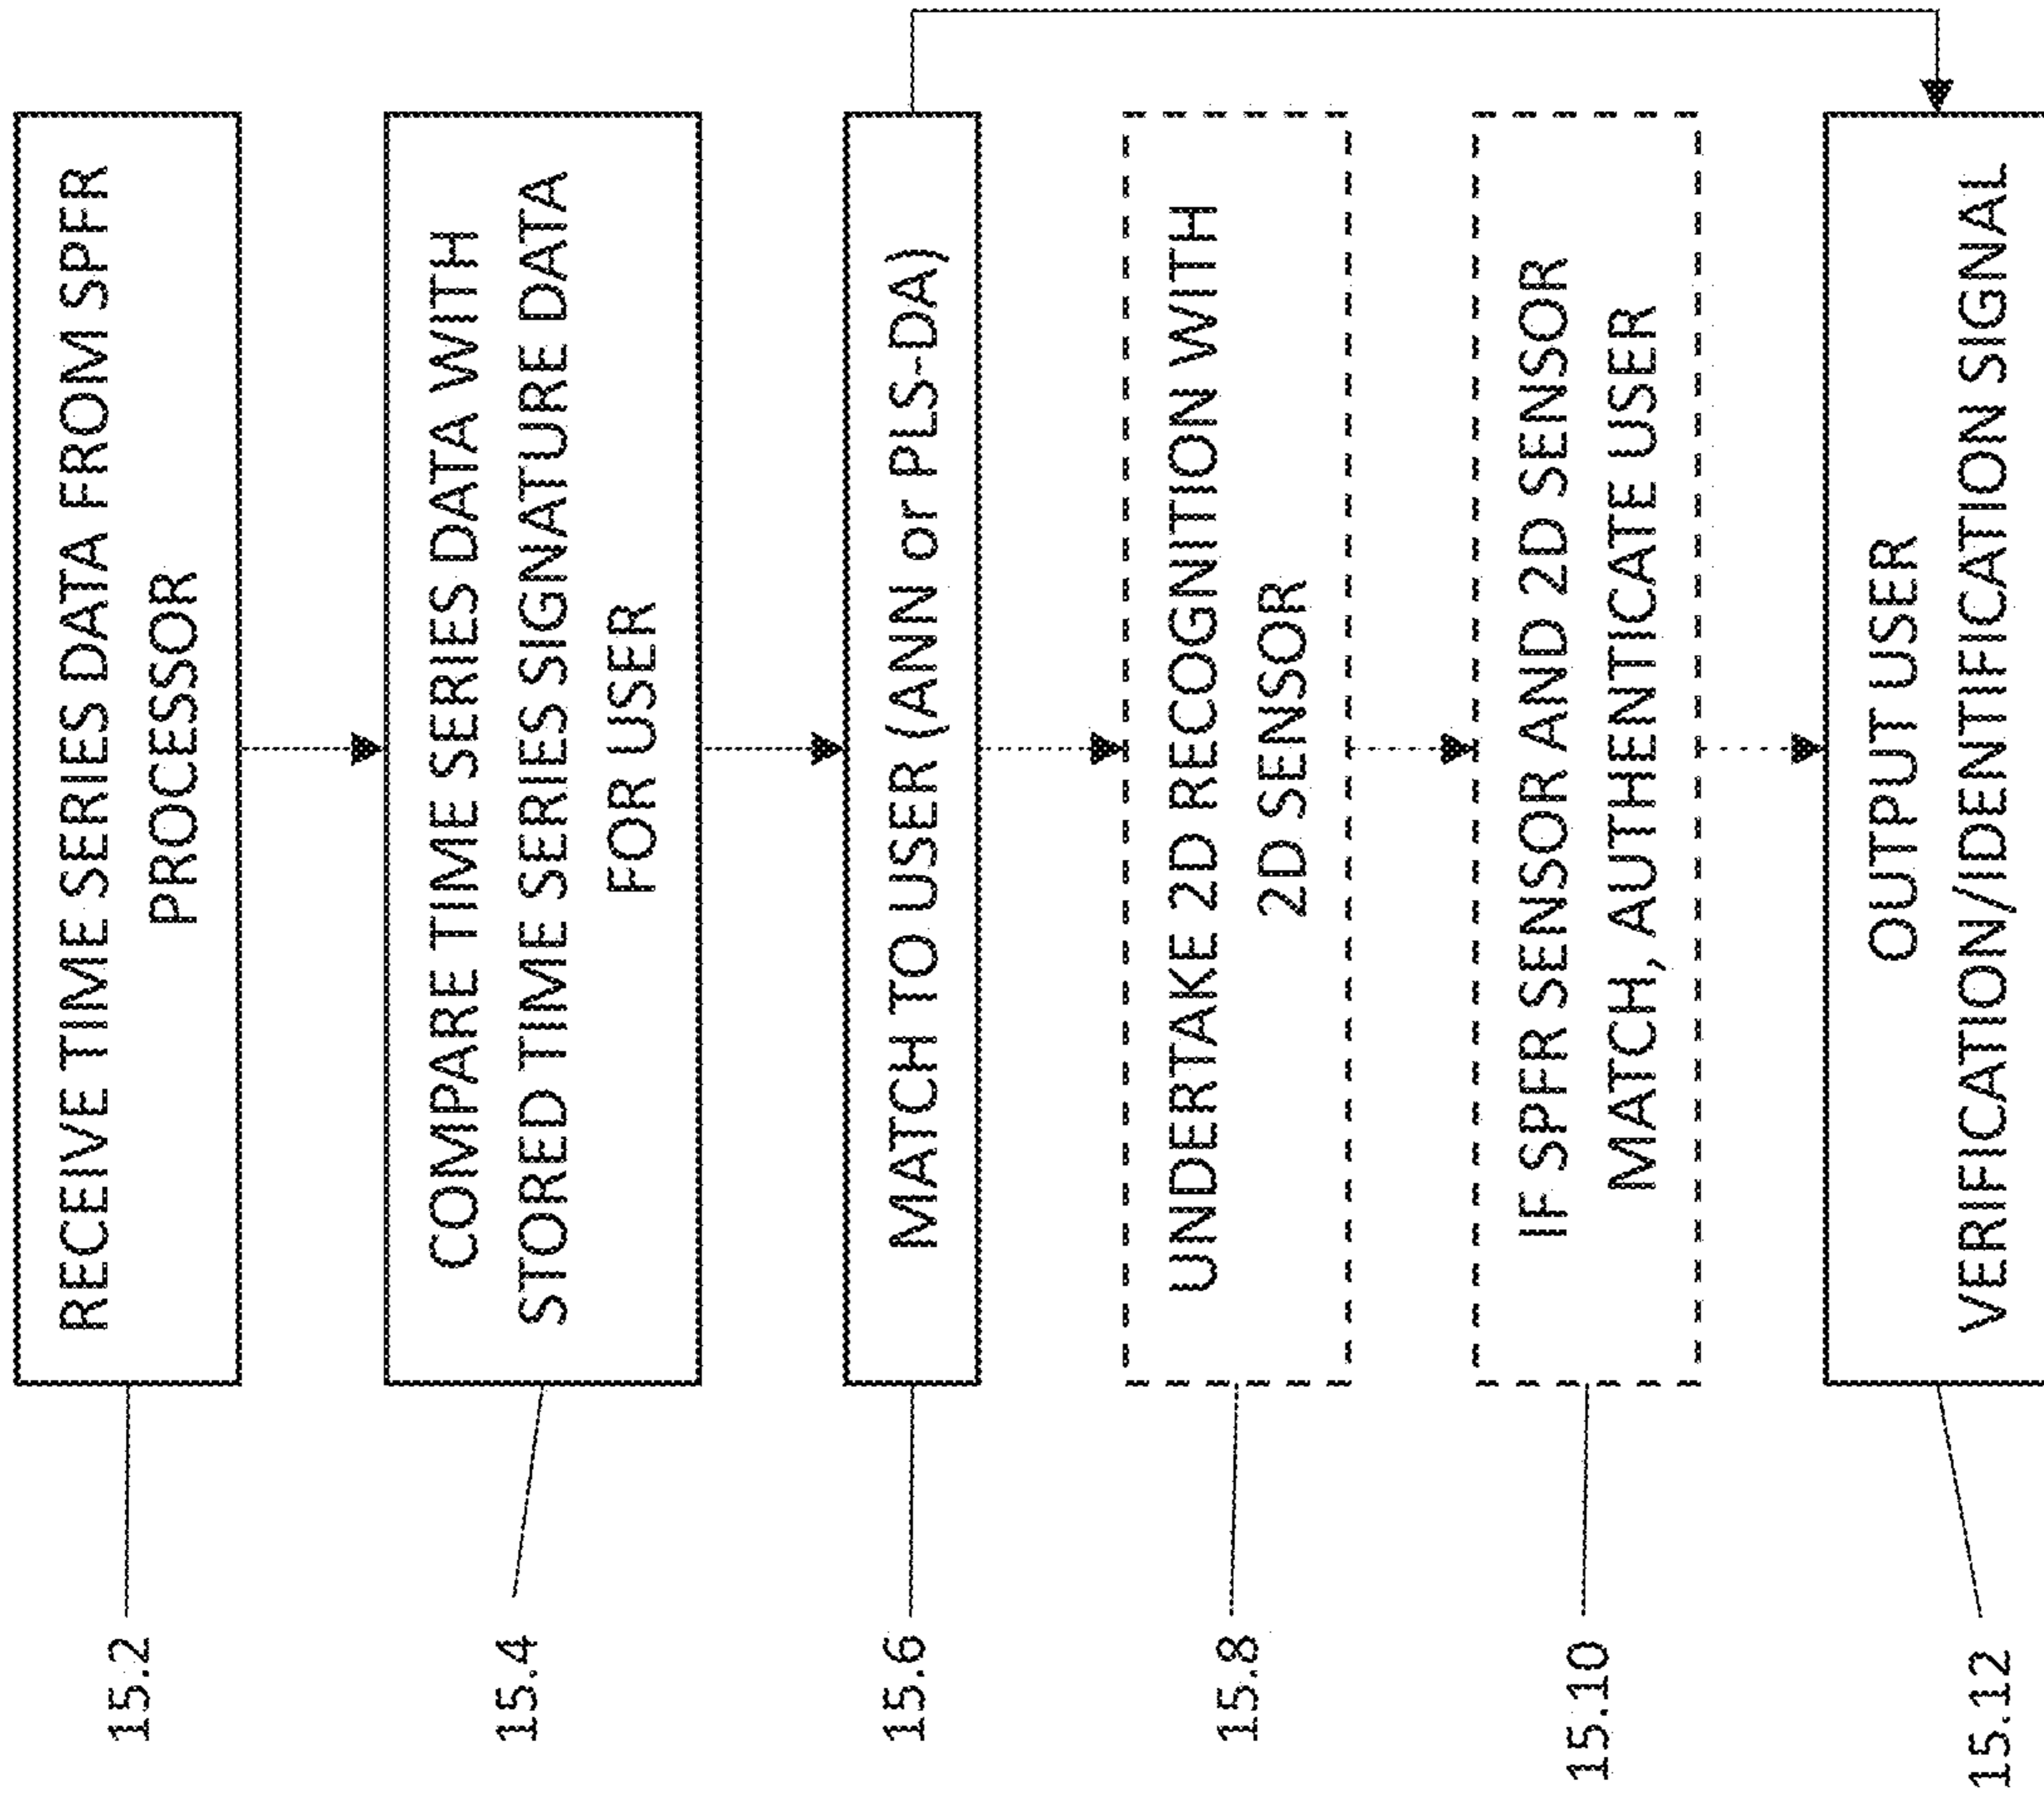 15.2
RECEIVE TIME SERIES DATA FROM SPFR
PROCESSOR
15.4
COMPARE TIME SERIES DATA WITH
STORED TIME SERIES SIGNATURE DATA
FOR USER
15.6
MATCH TO USER (ANN or PLS-DA)
15.8
UNDERTAKE 2D RECOGNITION WITH
2D SENSOR
15.10
IF SPFR SENSOR AND 2D SENSOR
MATCH, AUTHENTICATE USER
15.12
OUTPUT USER
VERIFICATION/IDENTIFICATION SIGNAL